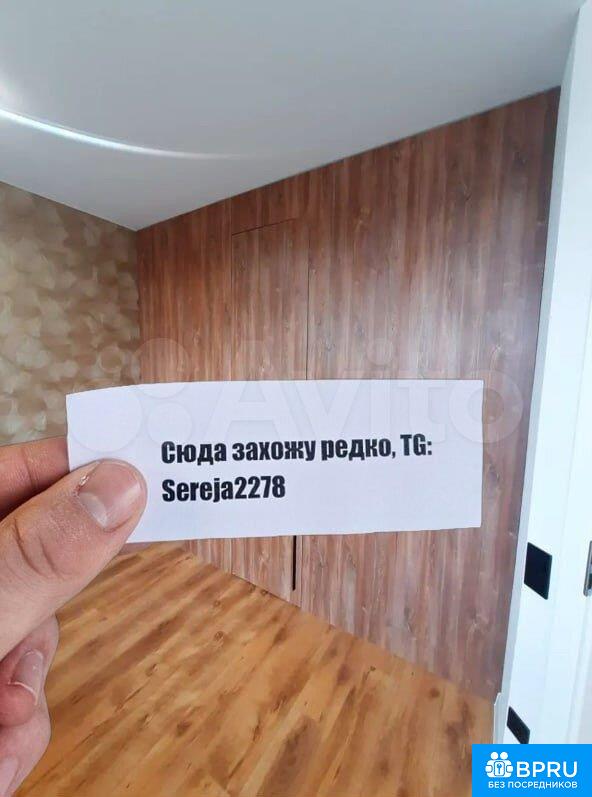 Avito
Сюда захожу редко, TG:
Sereja2278
BPRU
БЕЗ ПОСРЕДНИКОВ